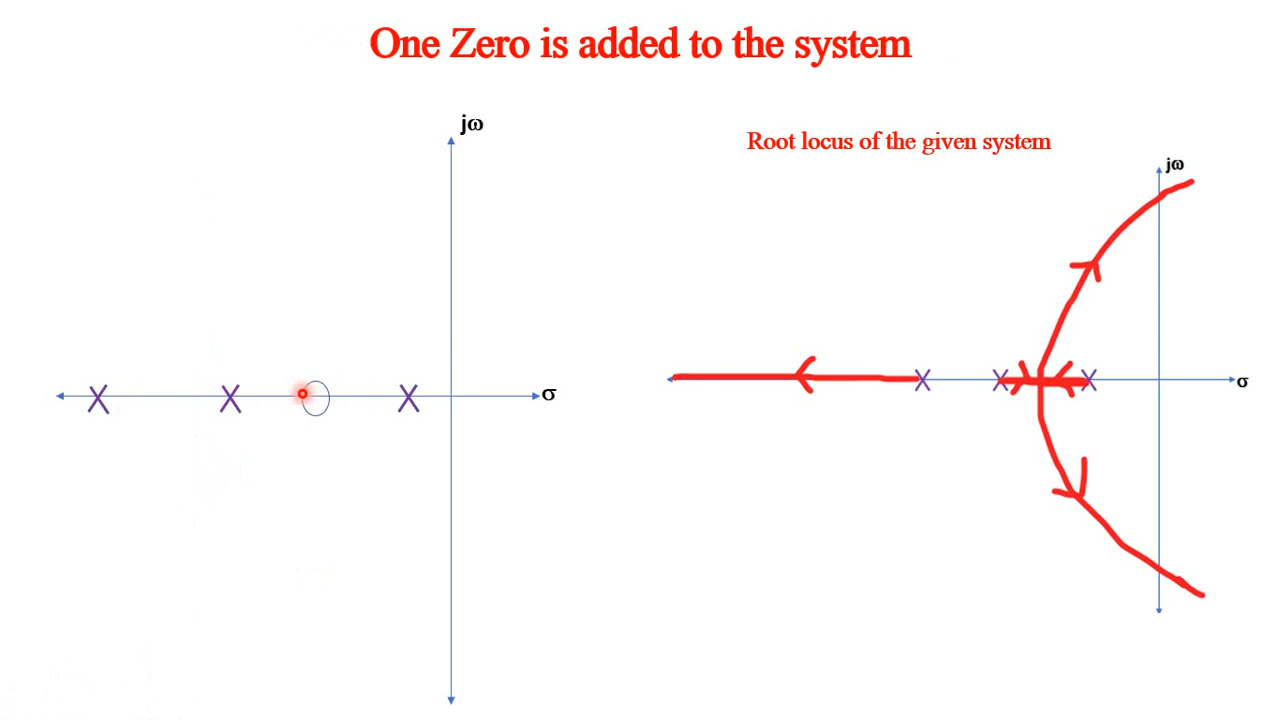 One Zero is added to the system
jω
Root locus of the given system
jω
σ
σ